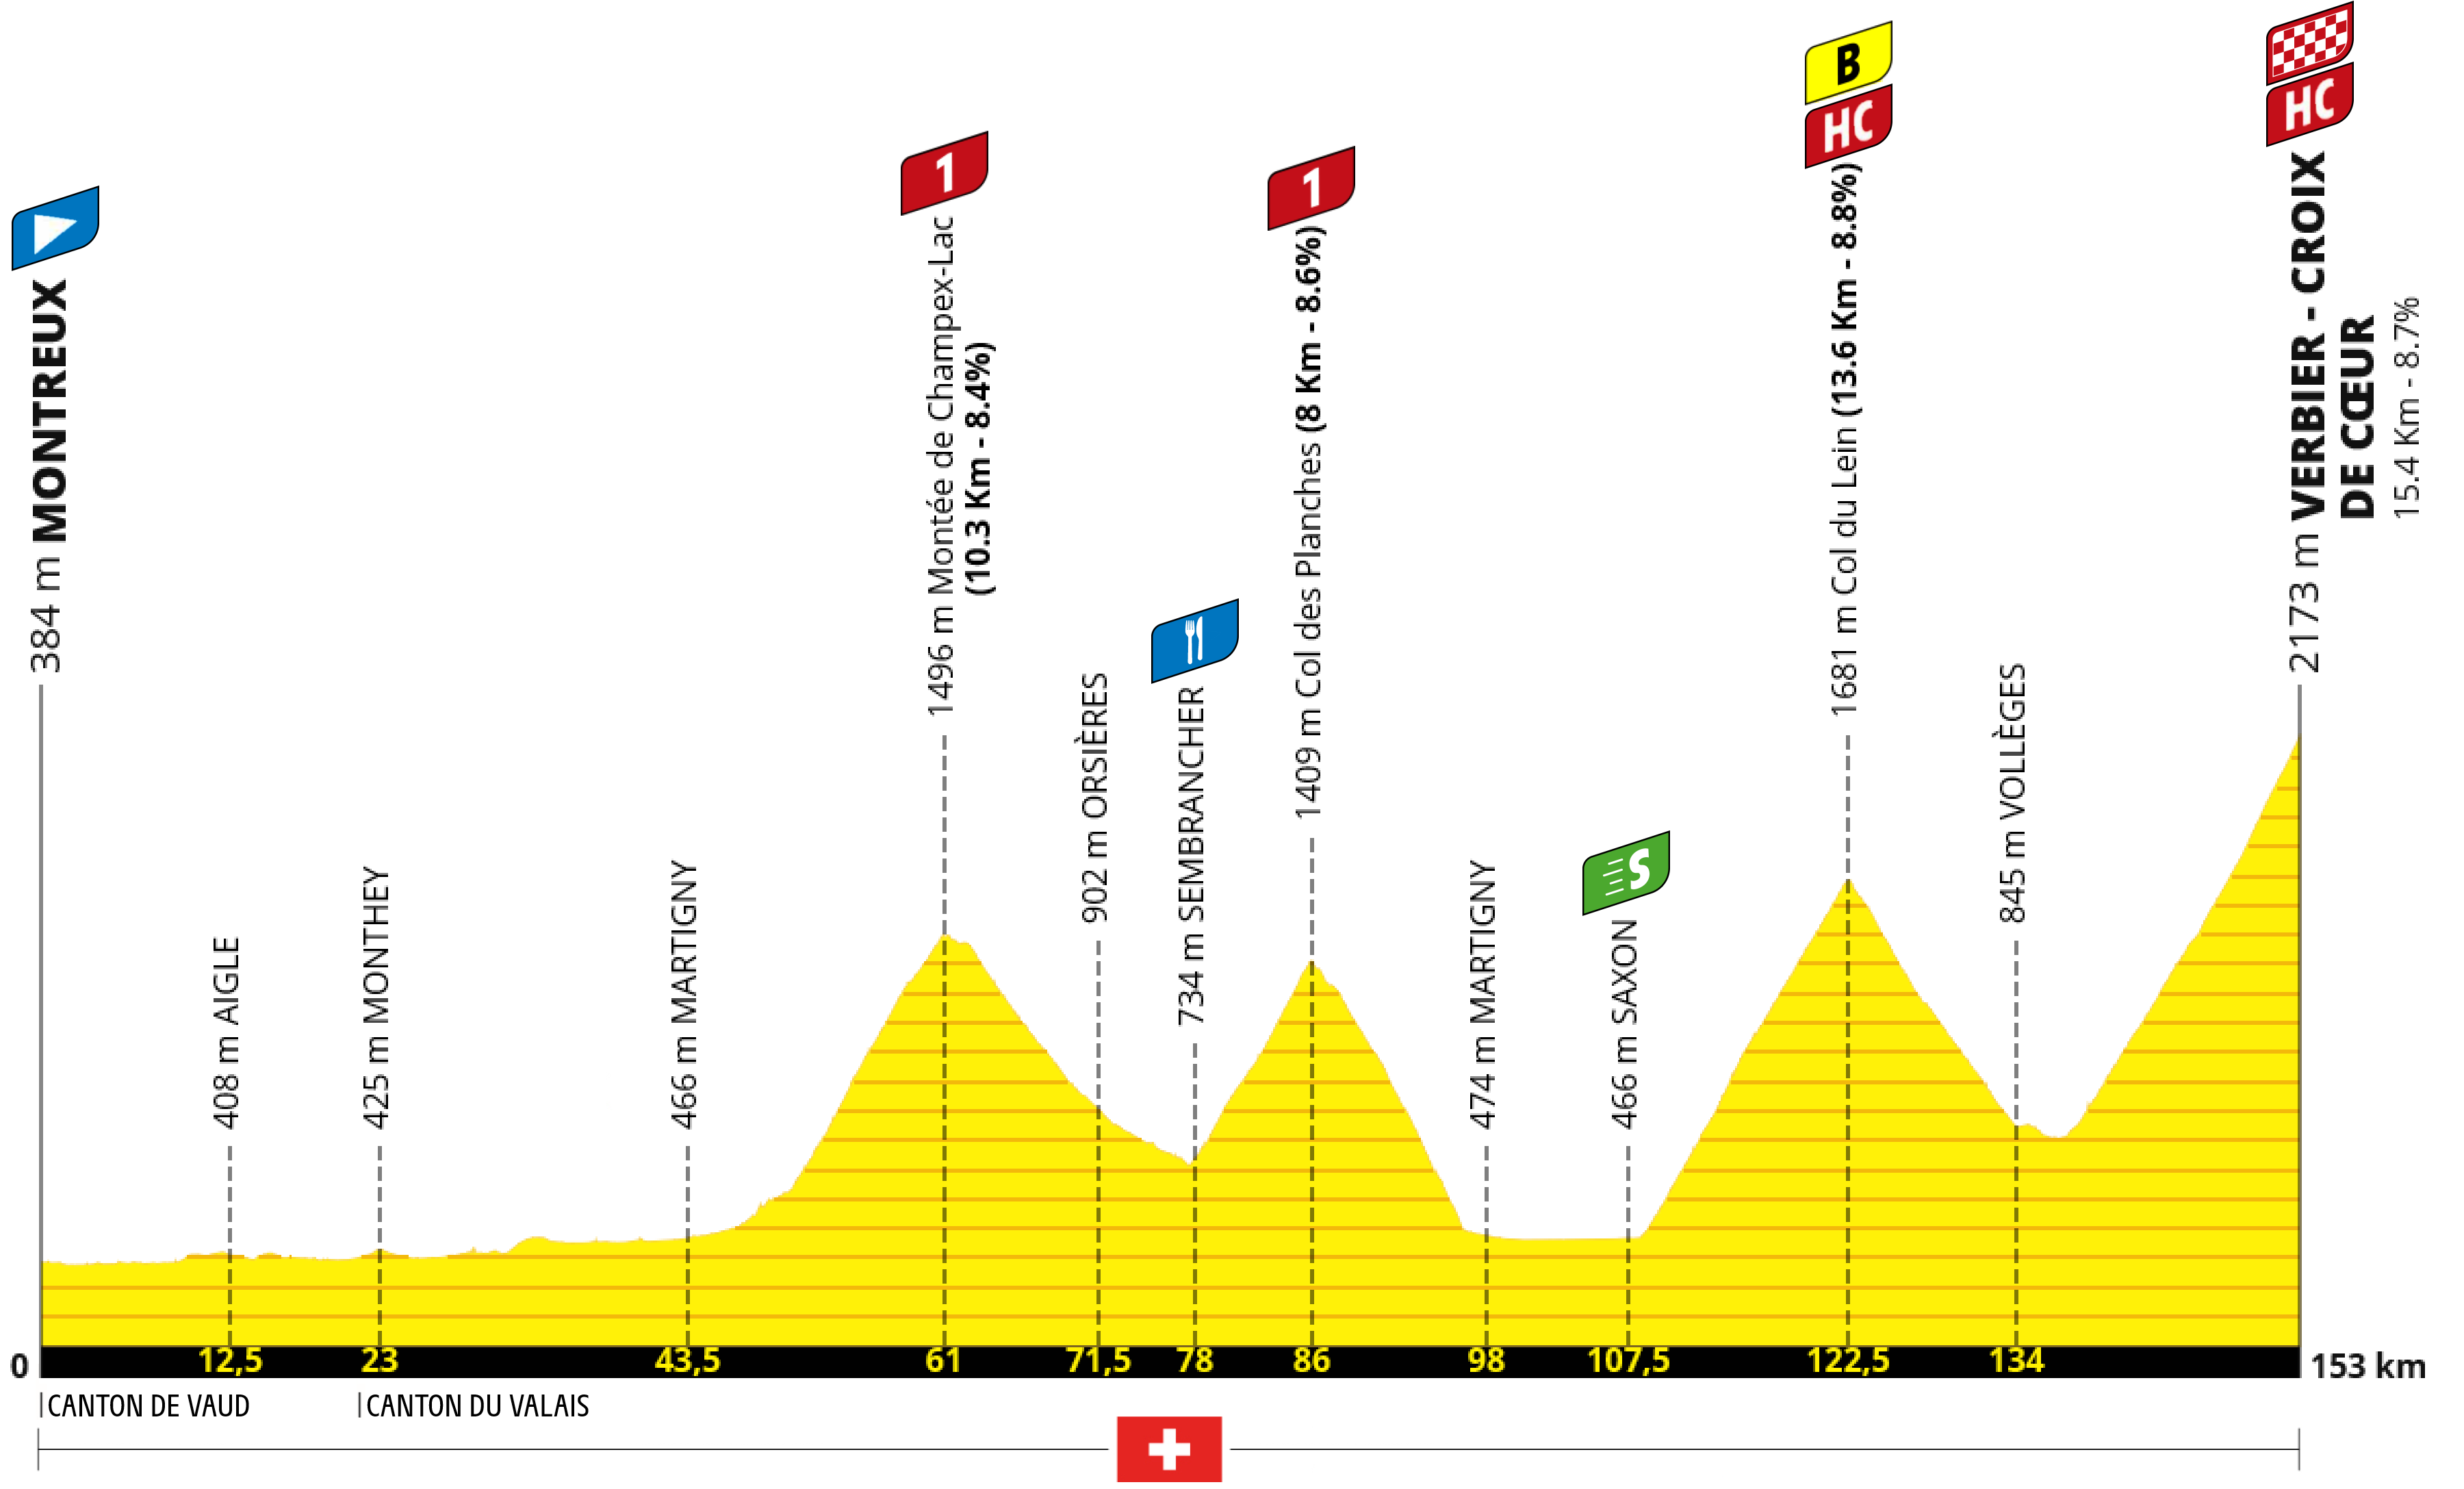 384 m MONTREUX
408 m AIGLE
425 m MONTHEY
466 m MARTIGNY
1
1496 m Montée de Champex-Lac
(10.3 Km - 8.4%)
902 m ORSIÈRES
734 m SEMBRANCHER
1
1409 m Col des Planches (8 Km - 8.6%)
474 m MARTIGNY
S
466 m SAXON
B
HC
1681 m Col du Lein (13.6 Km - 8.8%)
845 m VOLLÈGES
HC
2173 m VERBIER - CROIX
DE CŒUR
15.4 Km - 8.7%
0 12,5 23 43,5 61 71,5 78 86 98 107,5 122,5 134 153 km
CANTON DE VAUD CANTON DU VALAIS